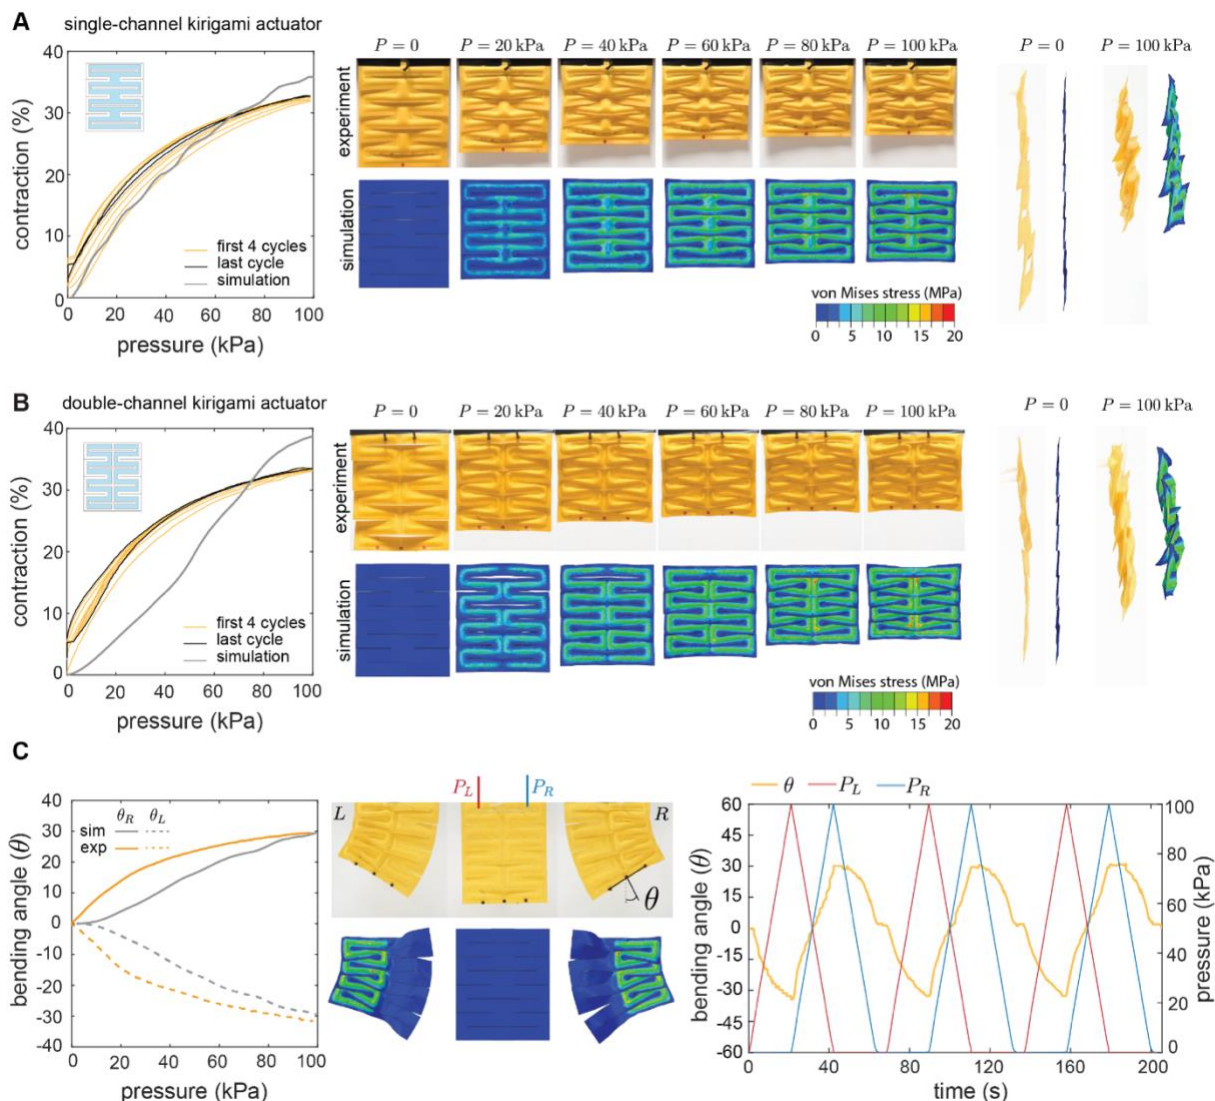 A
single-channel kirigami actuator
40
30
20
10
0
contraction (%)
first 4 cycles
last cycle
simulation
0 20 40 60 80 100
pressure (kPa)
P = 0 P = 20 kPa P = 40 kPa P = 60 kPa P = 80 kPa P = 100 kPa
experiment
simulation
von Mises stress (MPa)
0 5 10 15 20
P = 0 P = 100 kPa
B
double-channel kirigami actuator
40
30
20
10
0
contraction (%)
first 4 cycles
last cycle
simulation
0 20 40 60 80 100
pressure (kPa)
P = 0 P = 20 kPa P = 40 kPa P = 60 kPa P = 80 kPa P = 100 kPa
experiment
simulation
von Mises stress (MPa)
0 5 10 15 20
P = 0 P = 100 kPa
C
40
30
20
10
0
-10
-20
-30
-40
bending angle (θ)
θR θL
sim
exp
0 20 40 60 80 100
pressure (kPa)
PL PR
L R
θ
θ PL PR
60
45
30
15
0
-15
-30
-45
-60
bending angle (θ)
100
80
60
40
20
0
pressure (kPa)
0 40 80 120 160 200
time (s)